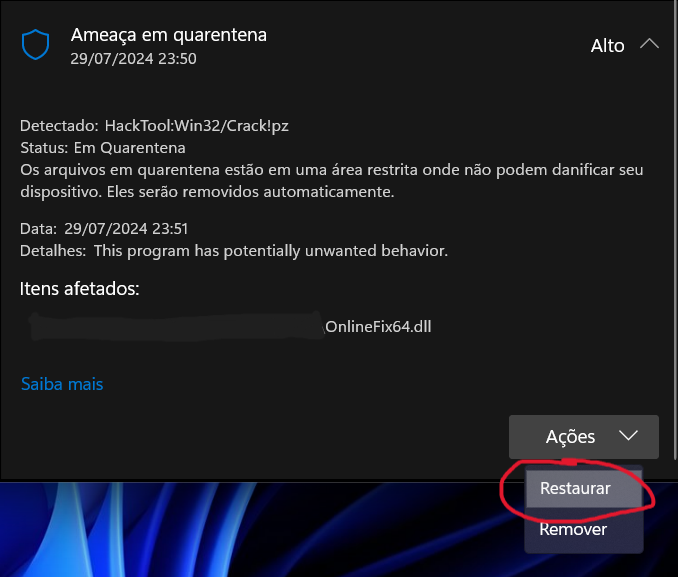 Ameaça em quarentena
29/07/2024 23:50
Alto
Detectado: HackTool:Win32/Crack!pz
Status: Em Quarentena
Os arquivos em quarentena estão em uma área restrita onde não podem danificar seu
dispositivo. Eles serão removidos automaticamente.
Data: 29/07/2024 23:51
Detalhes: This program has potentially unwanted behavior.
Itens afetados:
\OnlineFix64.dll
Saiba mais
Ações
Restaurar
Remover